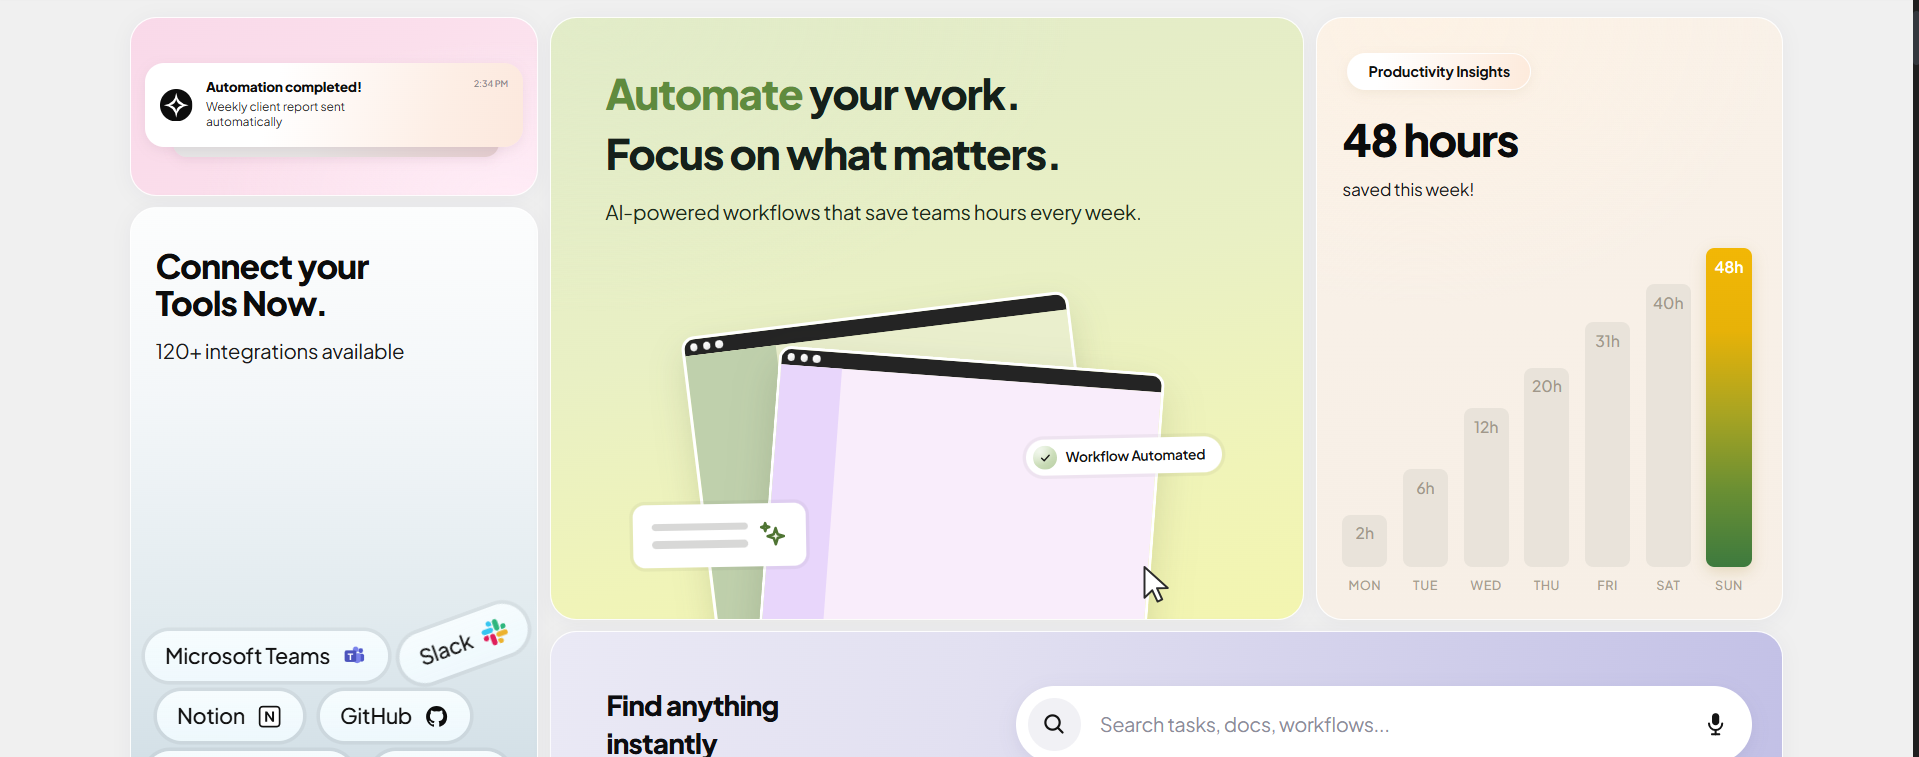 Automation completed!
2:34 PM
Weekly client report sent
automatically
Connect your
Tools Now.
120+ integrations available
Microsoft Teams
Slack
Notion
GitHub
Automate your work.
Focus on what matters.
AI-powered workflows that save teams hours every week.
Workflow Automated
Productivity Insights
48 hours
saved this week!
2h
6h
12h
20h
31h
40h
48h
MON
TUE
WED
THU
FRI
SAT
SUN
Find anything
instantly
Search tasks, docs, workflows...